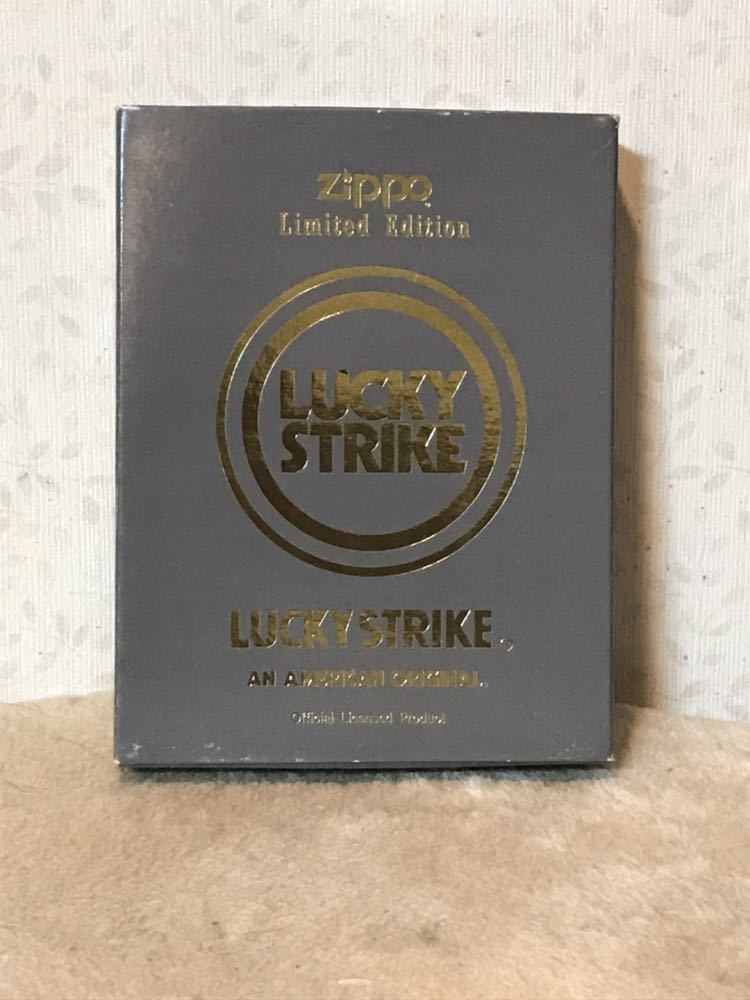 Zippo
Limited Edition
LUCKY
STRIKE
LUCKY STRIKE
AN AMERICAN ORIGINAL.
Official Licensed Product